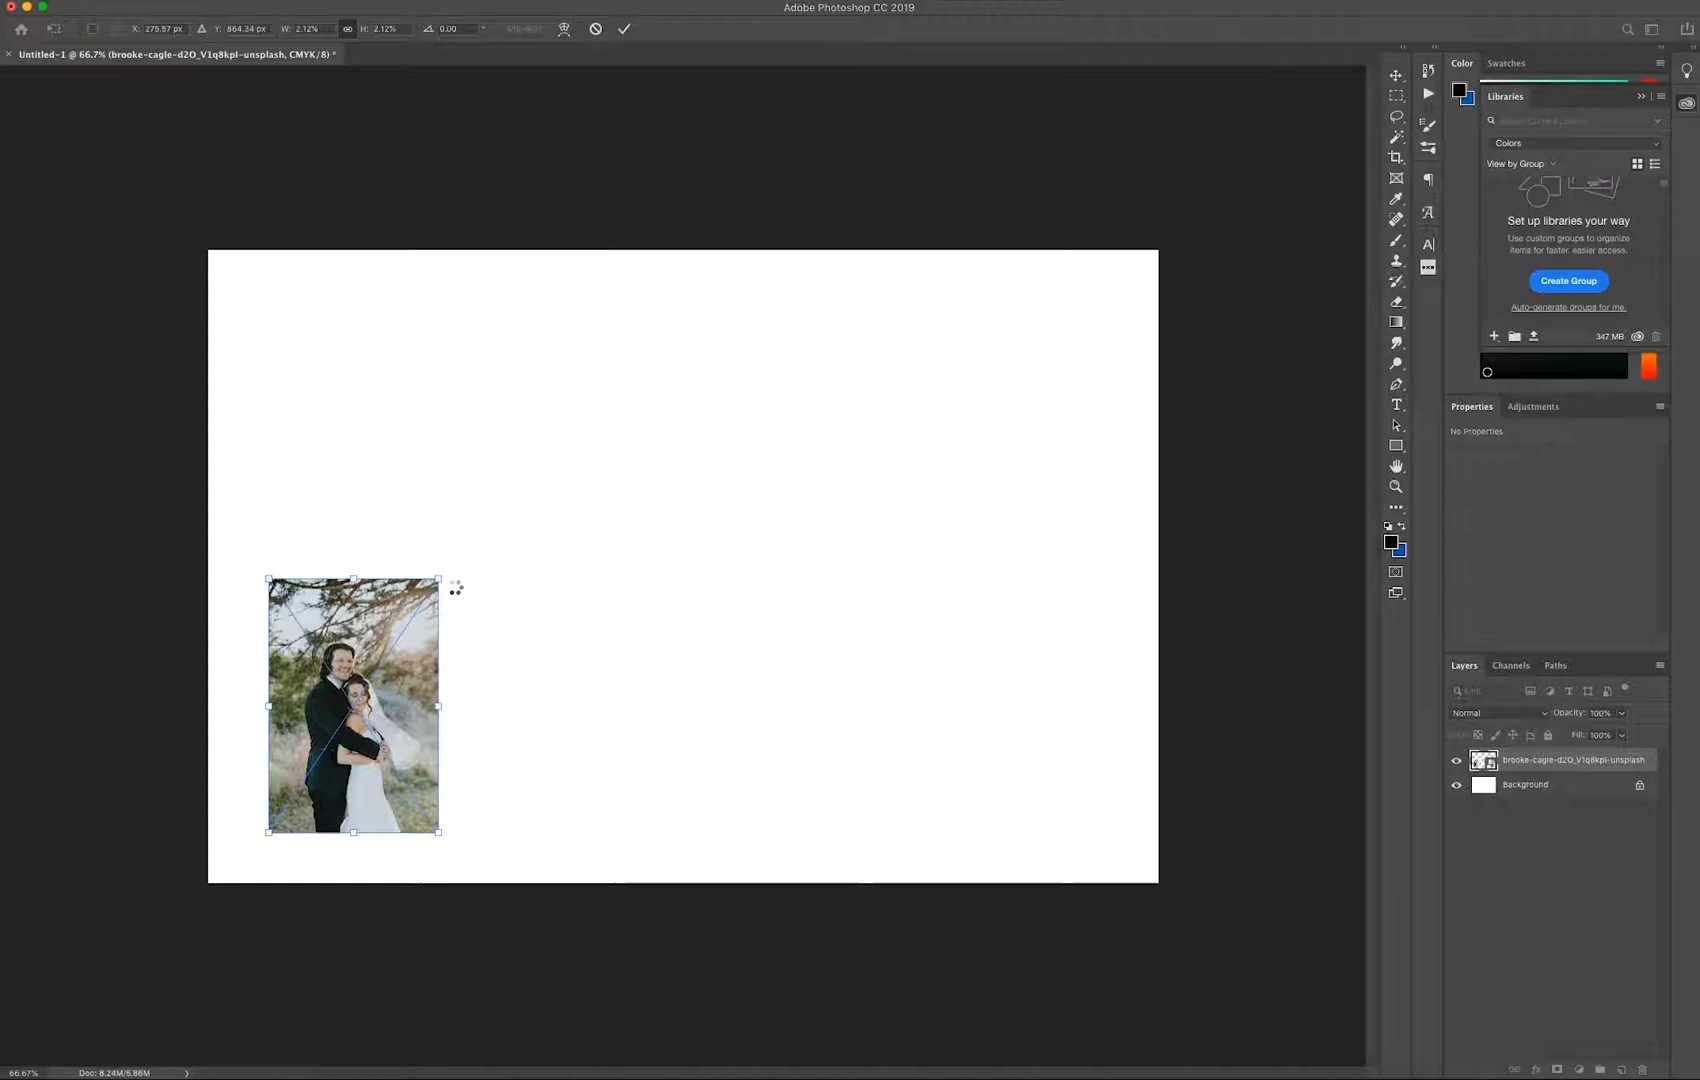 Adobe Photoshop CC 2019
X: 275.57 px
Y: 864.34 px
W: 2.12%
H: 2.12%
0.00
Untitled-1 @ 66.7% (brooke-cagle-d2O_V1q8kpI-unsplash, CMYK/8) *
Color
Swatches
Libraries
Colors
View by Group
Set up libraries your way
Use custom groups to organize
items for faster, easier access.
Create Group
Auto-generate groups for me.
347 MB
Properties
Adjustments
No Properties
Layers
Channels
Paths
Normal
Opacity: 100%
Fill: 100%
brooke-cagle-d2O_V1q8kpI-unsplash
Background
66.67%
Doc: 8.24M/5.86M